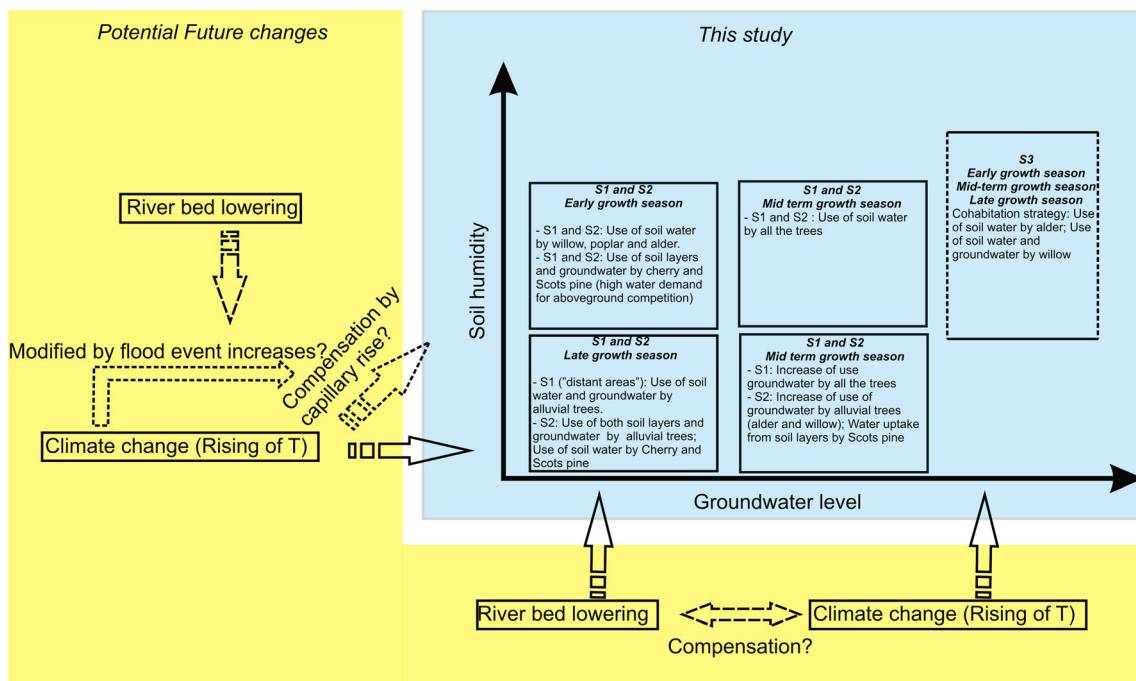 Potential Future changes
This study
River bed lowering
Modified by flood event increases?
Climate change (Rising of T)
Compensation by
capillary rise?
Soil humidity
S1 and S2
Early growth season
- S1 and S2: Use of soil water
by willow, poplar and alder.
- S1 and S2: Use of soil layers
and groundwater by cherry and
Scots pine (high water demand
for aboveground competition)
S1 and S2
Mid term growth season
- S1 and S2 : Use of soil water
by all the trees
S3
Early growth season
Mid-term growth season
Late growth season
Cohabitation strategy: Use
of soil water by alder; Use
of soil water and
groundwater by willow
S1 and S2
Late growth season
- S1 ("distant areas"): Use of soil
water and groundwater by
alluvial trees.
- S2: Use of both soil layers and
groundwater by alluvial trees;
Use of soil water by Cherry and
Scots pine
S1 and S2
Mid term growth season
- S1: Increase of use
groundwater by all the trees
- S2: Increase of use of
groundwater by alluvial trees
(alder and willow); Water uptake
from soil layers by Scots pine
Groundwater level
River bed lowering
Climate change (Rising of T)
Compensation?